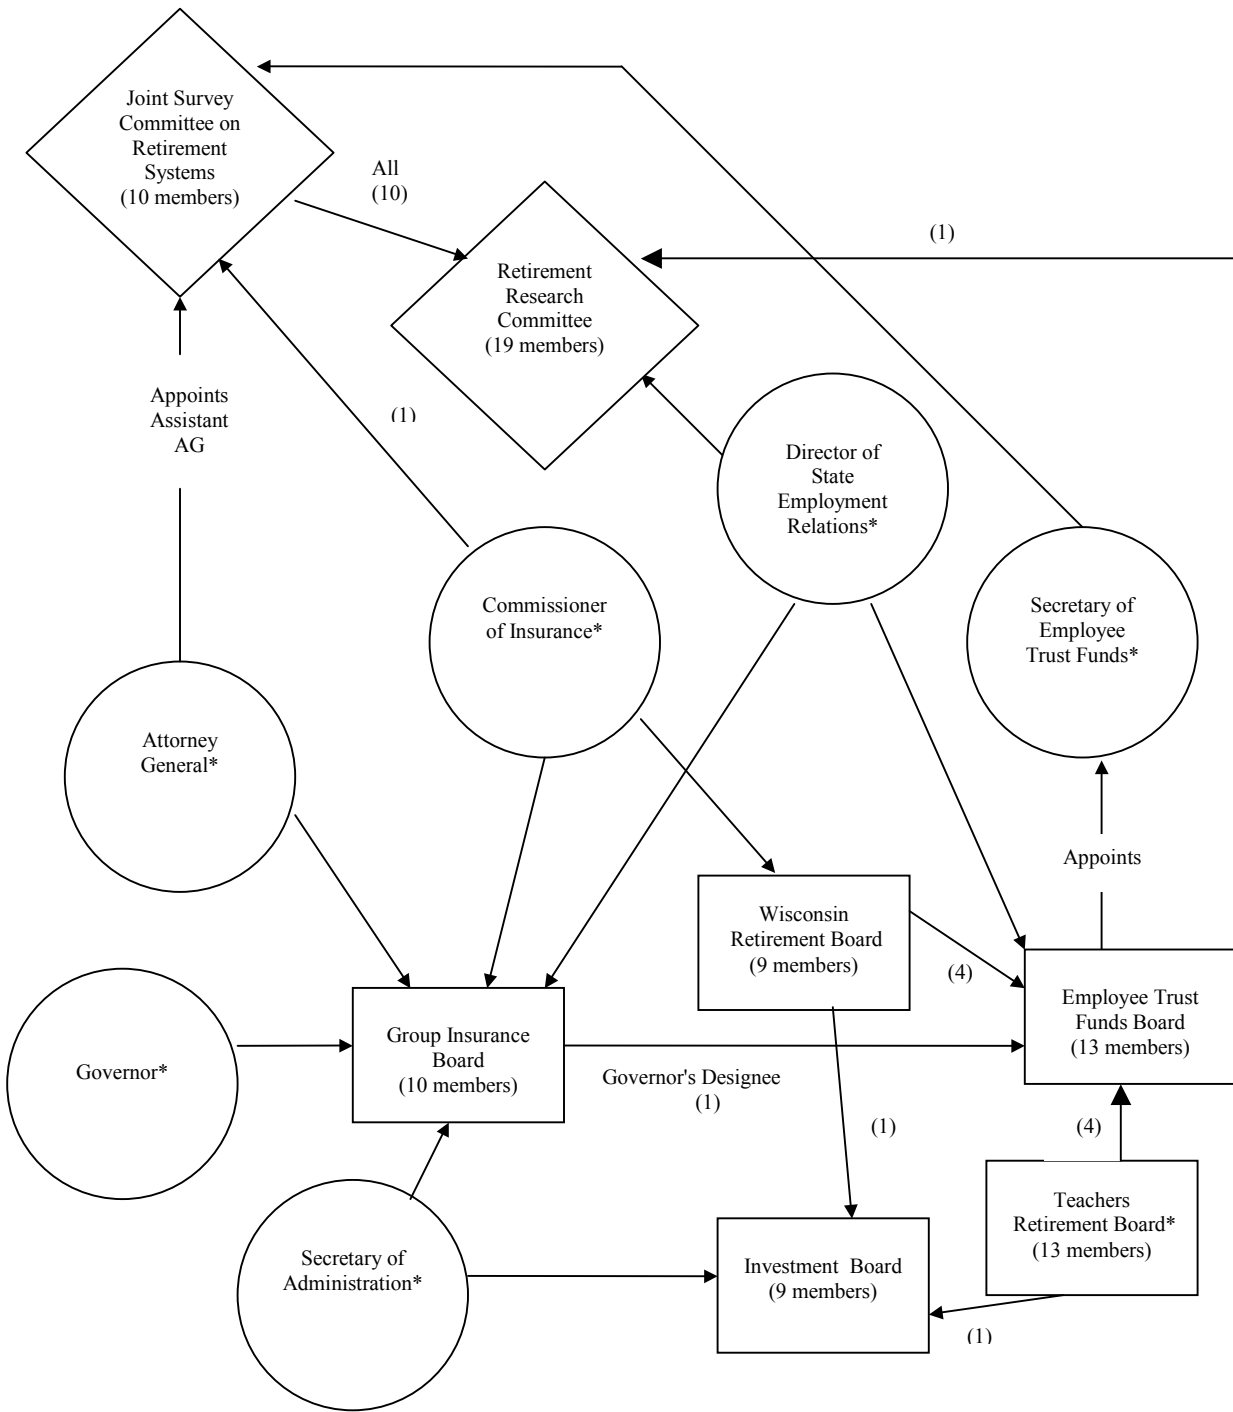 Joint Survey
Committee on
Retirement
Systems
(10 members)
All
(10)
(1)
Retirement
Research
Committee
(19 members)
Appoints
Assistant
AG
(1)
Director of
State
Employment
Relations*
Commissioner
of Insurance*
Secretary of
Employee
Trust Funds*
Attorney
General*
Appoints
Wisconsin
Retirement Board
(9 members)
(4)
Employee Trust
Funds Board
(13 members)
Group Insurance
Board
(10 members)
Governor*
Governor's Designee
(1)
(1)
(4)
Teachers
Retirement Board*
(13 members)
Secretary of
Administration*
Investment Board
(9 members)
(1)